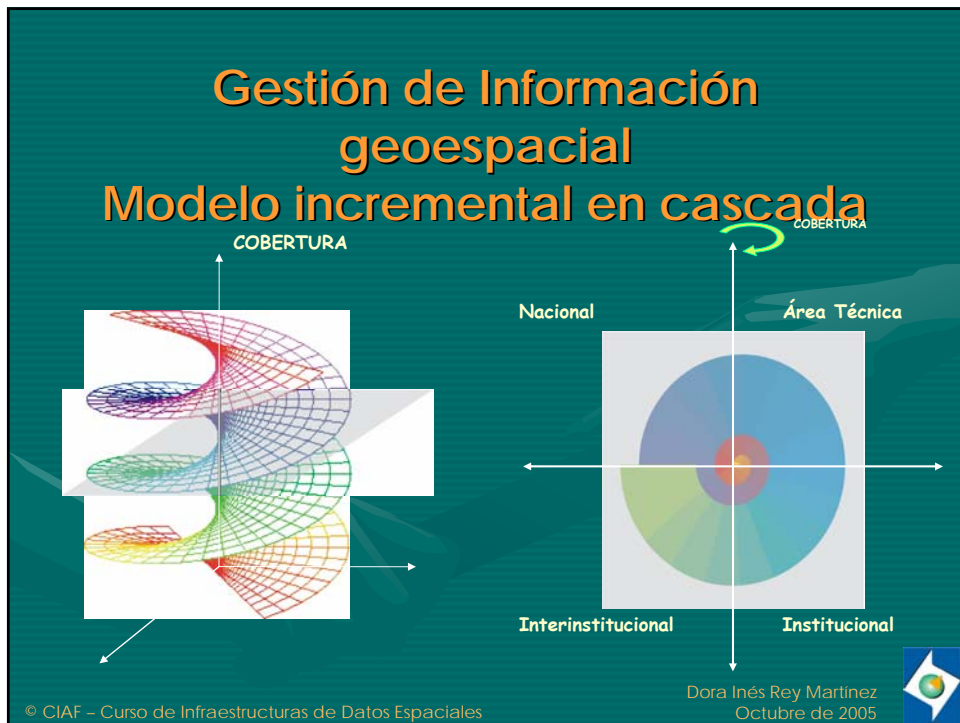 Gestión de Información
geoespacial
Modelo incremental en cascada
COBERTURA
COBERTURA
Nacional
Área Técnica
Interinstitucional
Institucional
© CIAF – Curso de Infraestructuras de Datos Espaciales
Dora Inés Rey Martínez
Octubre de 2005